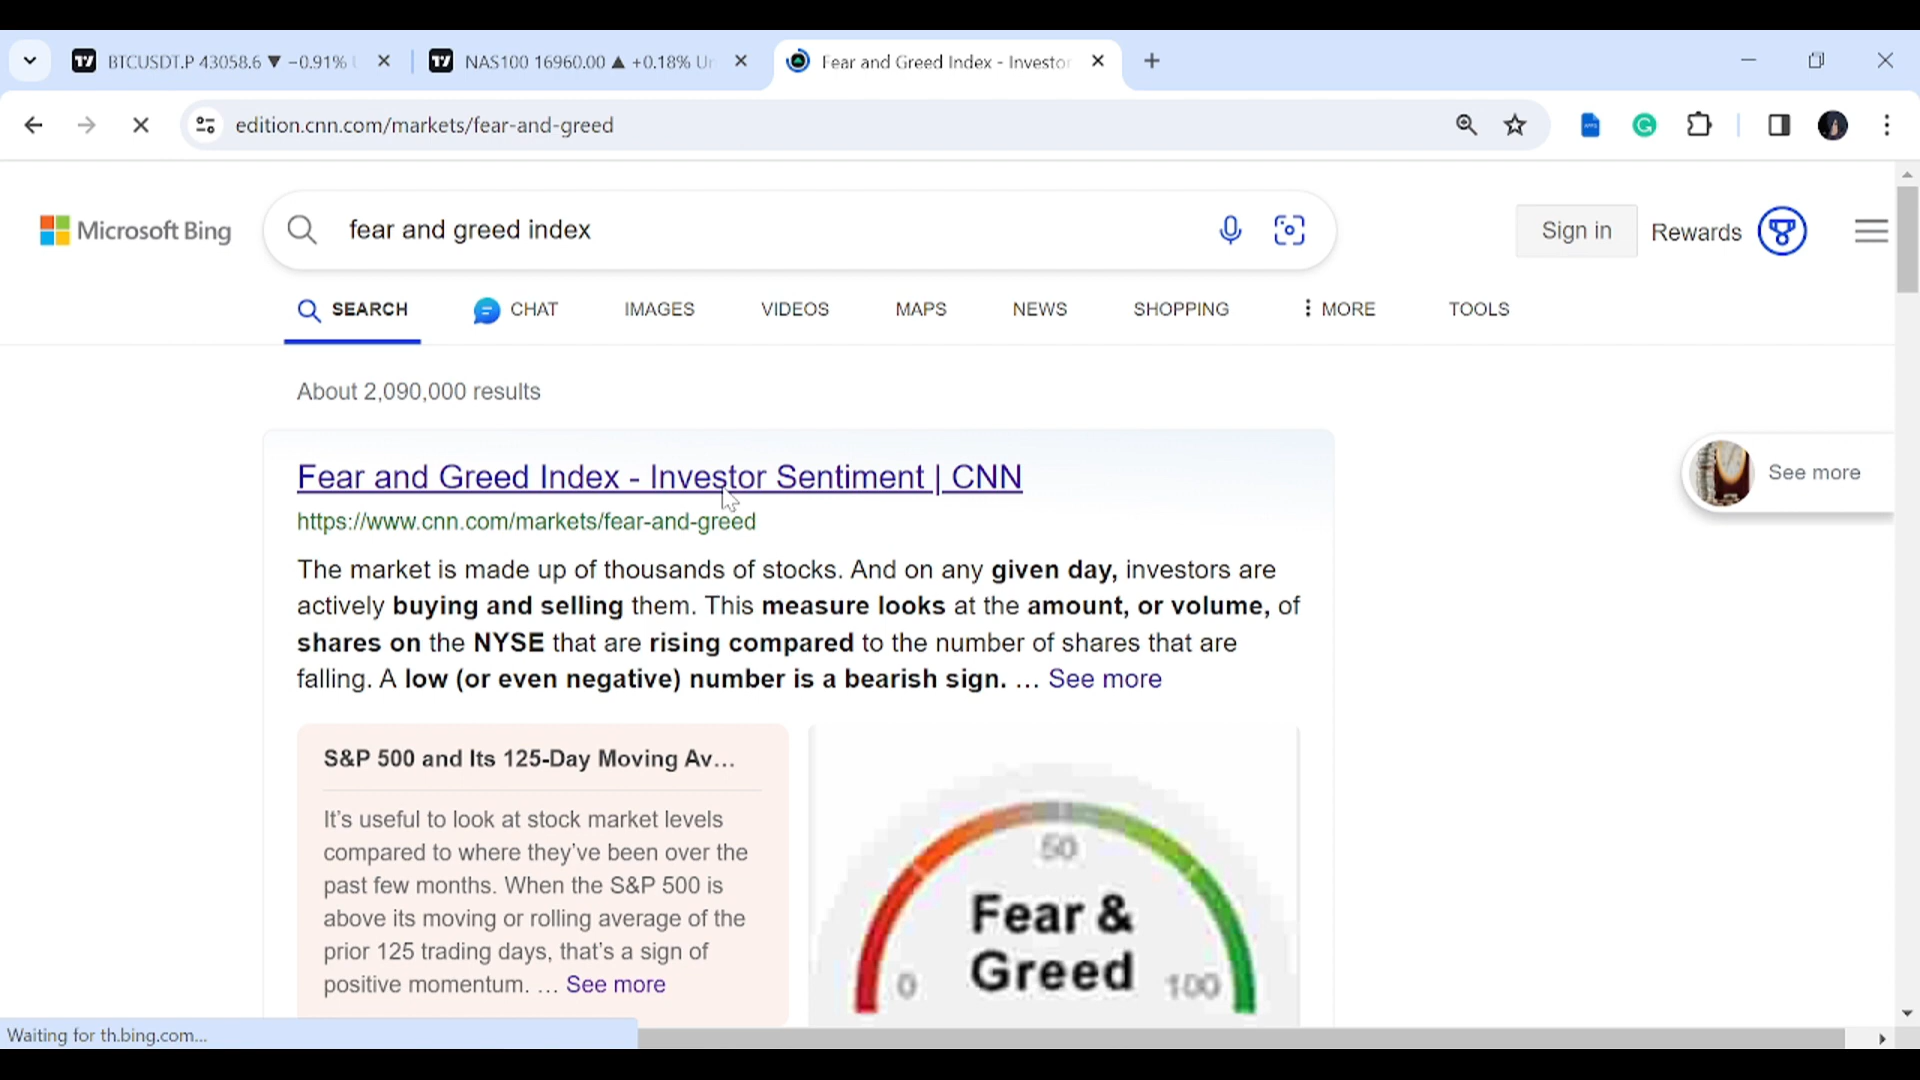 BTCUSDT.P 43058.6 ▼ −0.91%
NAS100 16960.00 ▲ +0.18% Un
Fear and Greed Index - Investor
edition.cnn.com/markets/fear-and-greed
Microsoft Bing
fear and greed index
Sign in
Rewards
SEARCH
CHAT
IMAGES
VIDEOS
MAPS
NEWS
SHOPPING
MORE
TOOLS
About 2,090,000 results
Fear and Greed Index - Investor Sentiment | CNN
See more
https://www.cnn.com/markets/fear-and-greed
The market is made up of thousands of stocks. And on any given day, investors are
actively buying and selling them. This measure looks at the amount, or volume, of
shares on the NYSE that are rising compared to the number of shares that are
falling. A low (or even negative) number is a bearish sign. … See more
S&P 500 and Its 125-Day Moving Av…
It's useful to look at stock market levels
compared to where they've been over the
past few months. When the S&P 500 is
above its moving or rolling average of the
prior 125 trading days, that's a sign of
positive momentum. … See more
50
Fear &
Greed
0
100
Waiting for th.bing.com...